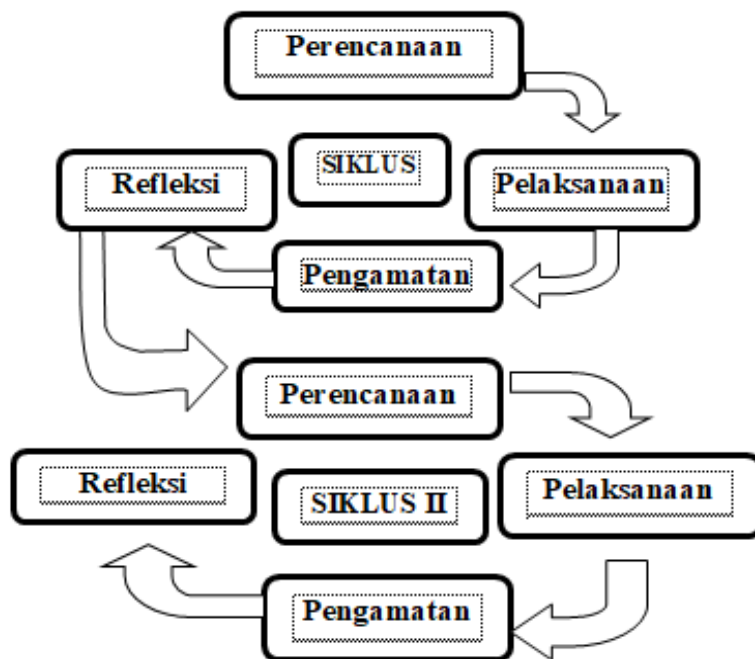 Perencanaan
SIKLUS
Refleksi
Pelaksanaan
Pengamatan
Perencanaan
Refleksi
SIKLUS II
Pelaksanaan
Pengamatan